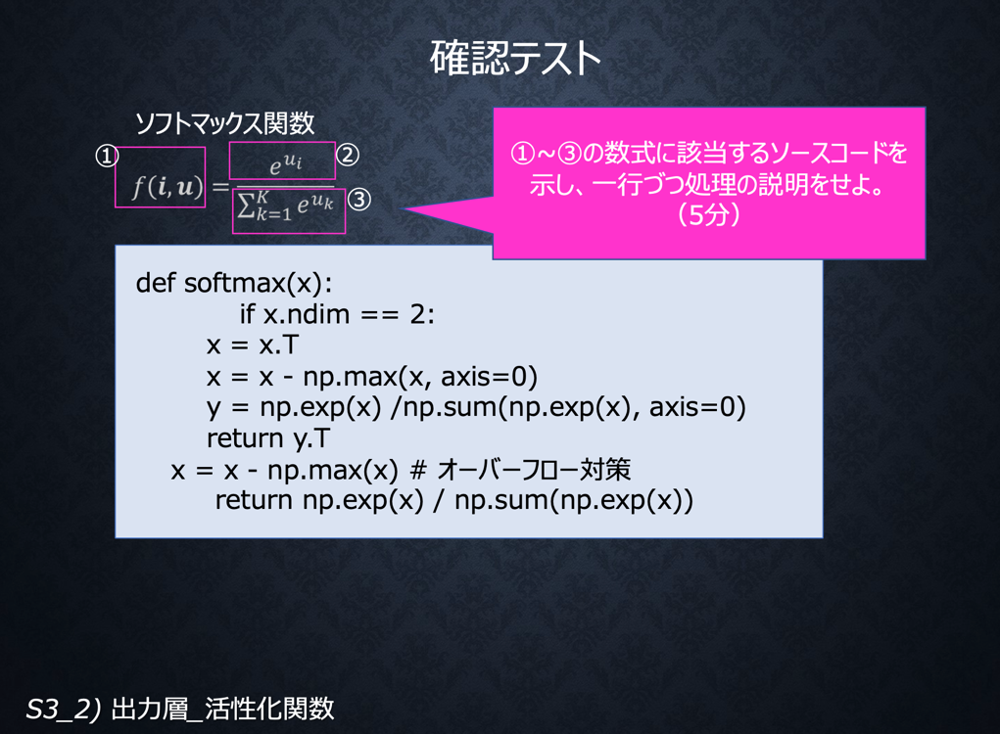 確認テスト
ソフトマックス関数
①
②
f(i, u) = e^{u_i} / ∑_{k=1}^{K} e^{u_k}
③
①~③の数式に該当するソースコードを
示し、一行づつ処理の説明をせよ。
（5分）
def softmax(x):
if x.ndim == 2:
x = x.T
x = x - np.max(x, axis=0)
y = np.exp(x) /np.sum(np.exp(x), axis=0)
return y.T
x = x - np.max(x) # オーバーフロー対策
return np.exp(x) / np.sum(np.exp(x))
S3_2) 出力層_活性化関数